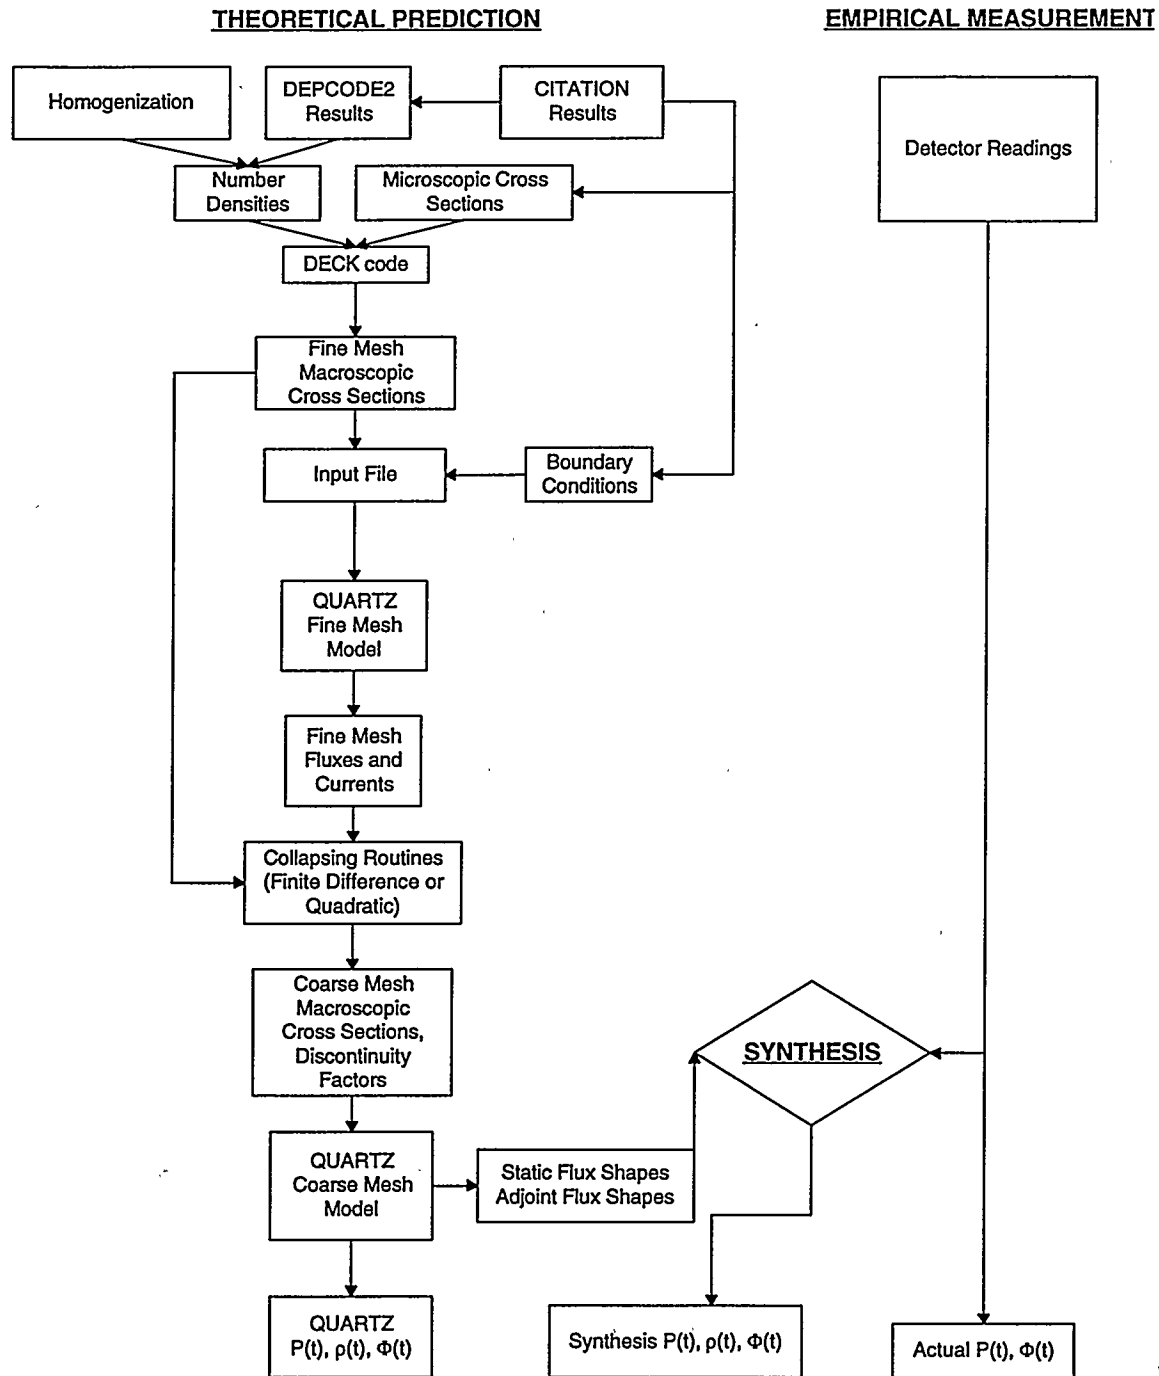 THEORETICAL PREDICTION
EMPIRICAL MEASUREMENT
Homogenization
DEPCODE2
Results
CITATION
Results
Detector Readings
Number
Densities
Microscopic Cross
Sections
DECK code
Fine Mesh
Macroscopic
Cross Sections
Input File
Boundary
Conditions
QUARTZ
Fine Mesh
Model
Fine Mesh
Fluxes and
Currents
Collapsing Routines
(Finite Difference or
Quadratic)
Coarse Mesh
Macroscopic
Cross Sections,
Discontinuity
Factors
SYNTHESIS
QUARTZ
Coarse Mesh
Model
Static Flux Shapes
Adjoint Flux Shapes
QUARTZ
P(t), ρ(t), Φ(t)
Synthesis P(t), ρ(t), Φ(t)
Actual P(t), Φ(t)